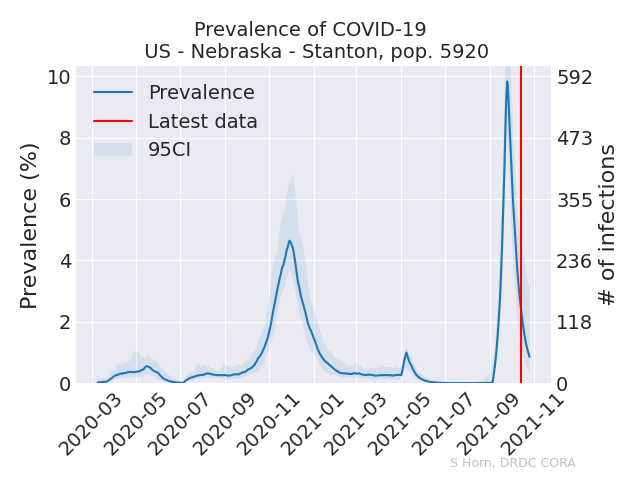 Prevalence of COVID-19
US - Nebraska - Stanton, pop. 5920
Prevalence
Latest data
95CI
Prevalence (%)
10
8
6
4
2
0
592
473
355
236
118
0
# of infections
2020-03
2020-05
2020-07
2020-09
2020-11
2021-01
2021-03
2021-05
2021-07
2021-09
2021-11
S Horn, DRDC CORA